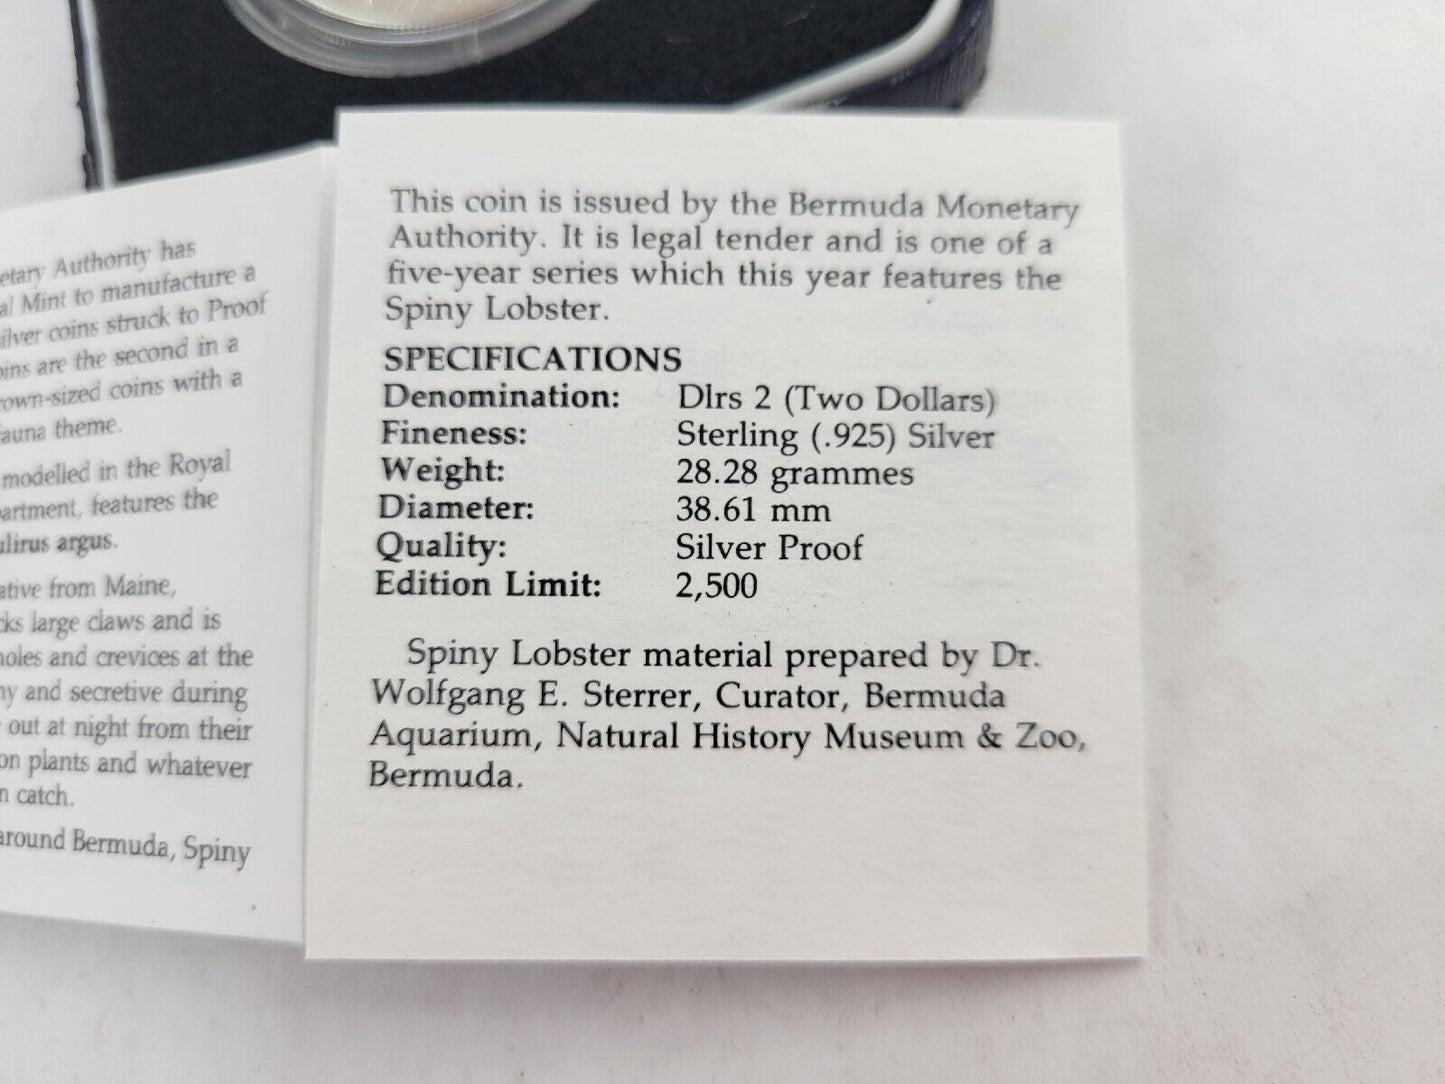 etary Authority has
al Mint to manufacture a
ilver coins struck to Proof
oins are the second in a
rown-sized coins with a
auna theme.
modelled in the Royal
artment, features the
ulirus argus.
ative from Maine,
cks large claws and is
holes and crevices at the
hy and secretive during
out at night from their
on plants and whatever
n catch.
around Bermuda, Spiny
This coin is issued by the Bermuda Monetary
Authority. It is legal tender and is one of a
five-year series which this year features the
Spiny Lobster.
SPECIFICATIONS
Denomination: Dlrs 2 (Two Dollars)
Fineness: Sterling (.925) Silver
Weight: 28.28 grammes
Diameter: 38.61 mm
Quality: Silver Proof
Edition Limit: 2,500
Spiny Lobster material prepared by Dr.
Wolfgang E. Sterrer, Curator, Bermuda
Aquarium, Natural History Museum & Zoo,
Bermuda.